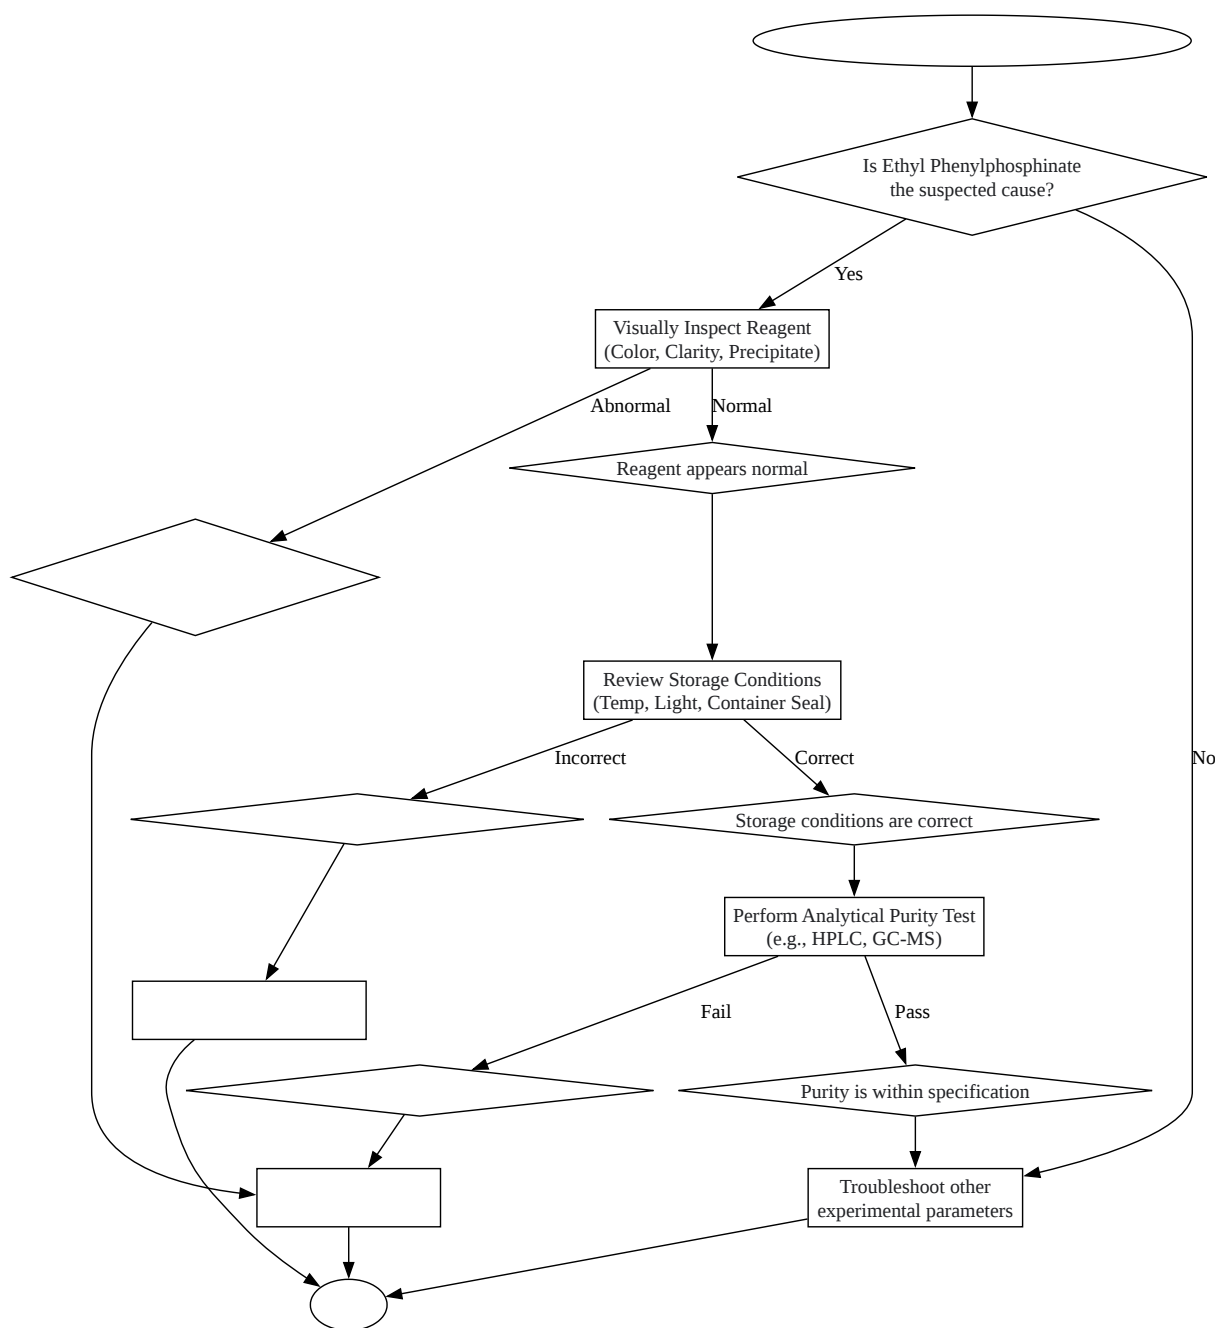 Is Ethyl Phenylphosphinate
the suspected cause?
Yes
Visually Inspect Reagent
(Color, Clarity, Precipitate)
Abnormal
Normal
Reagent appears normal
Review Storage Conditions
(Temp, Light, Container Seal)
Incorrect
Correct
No
Storage conditions are correct
Perform Analytical Purity Test
(e.g., HPLC, GC-MS)
Fail
Pass
Purity is within specification
Troubleshoot other
experimental parameters